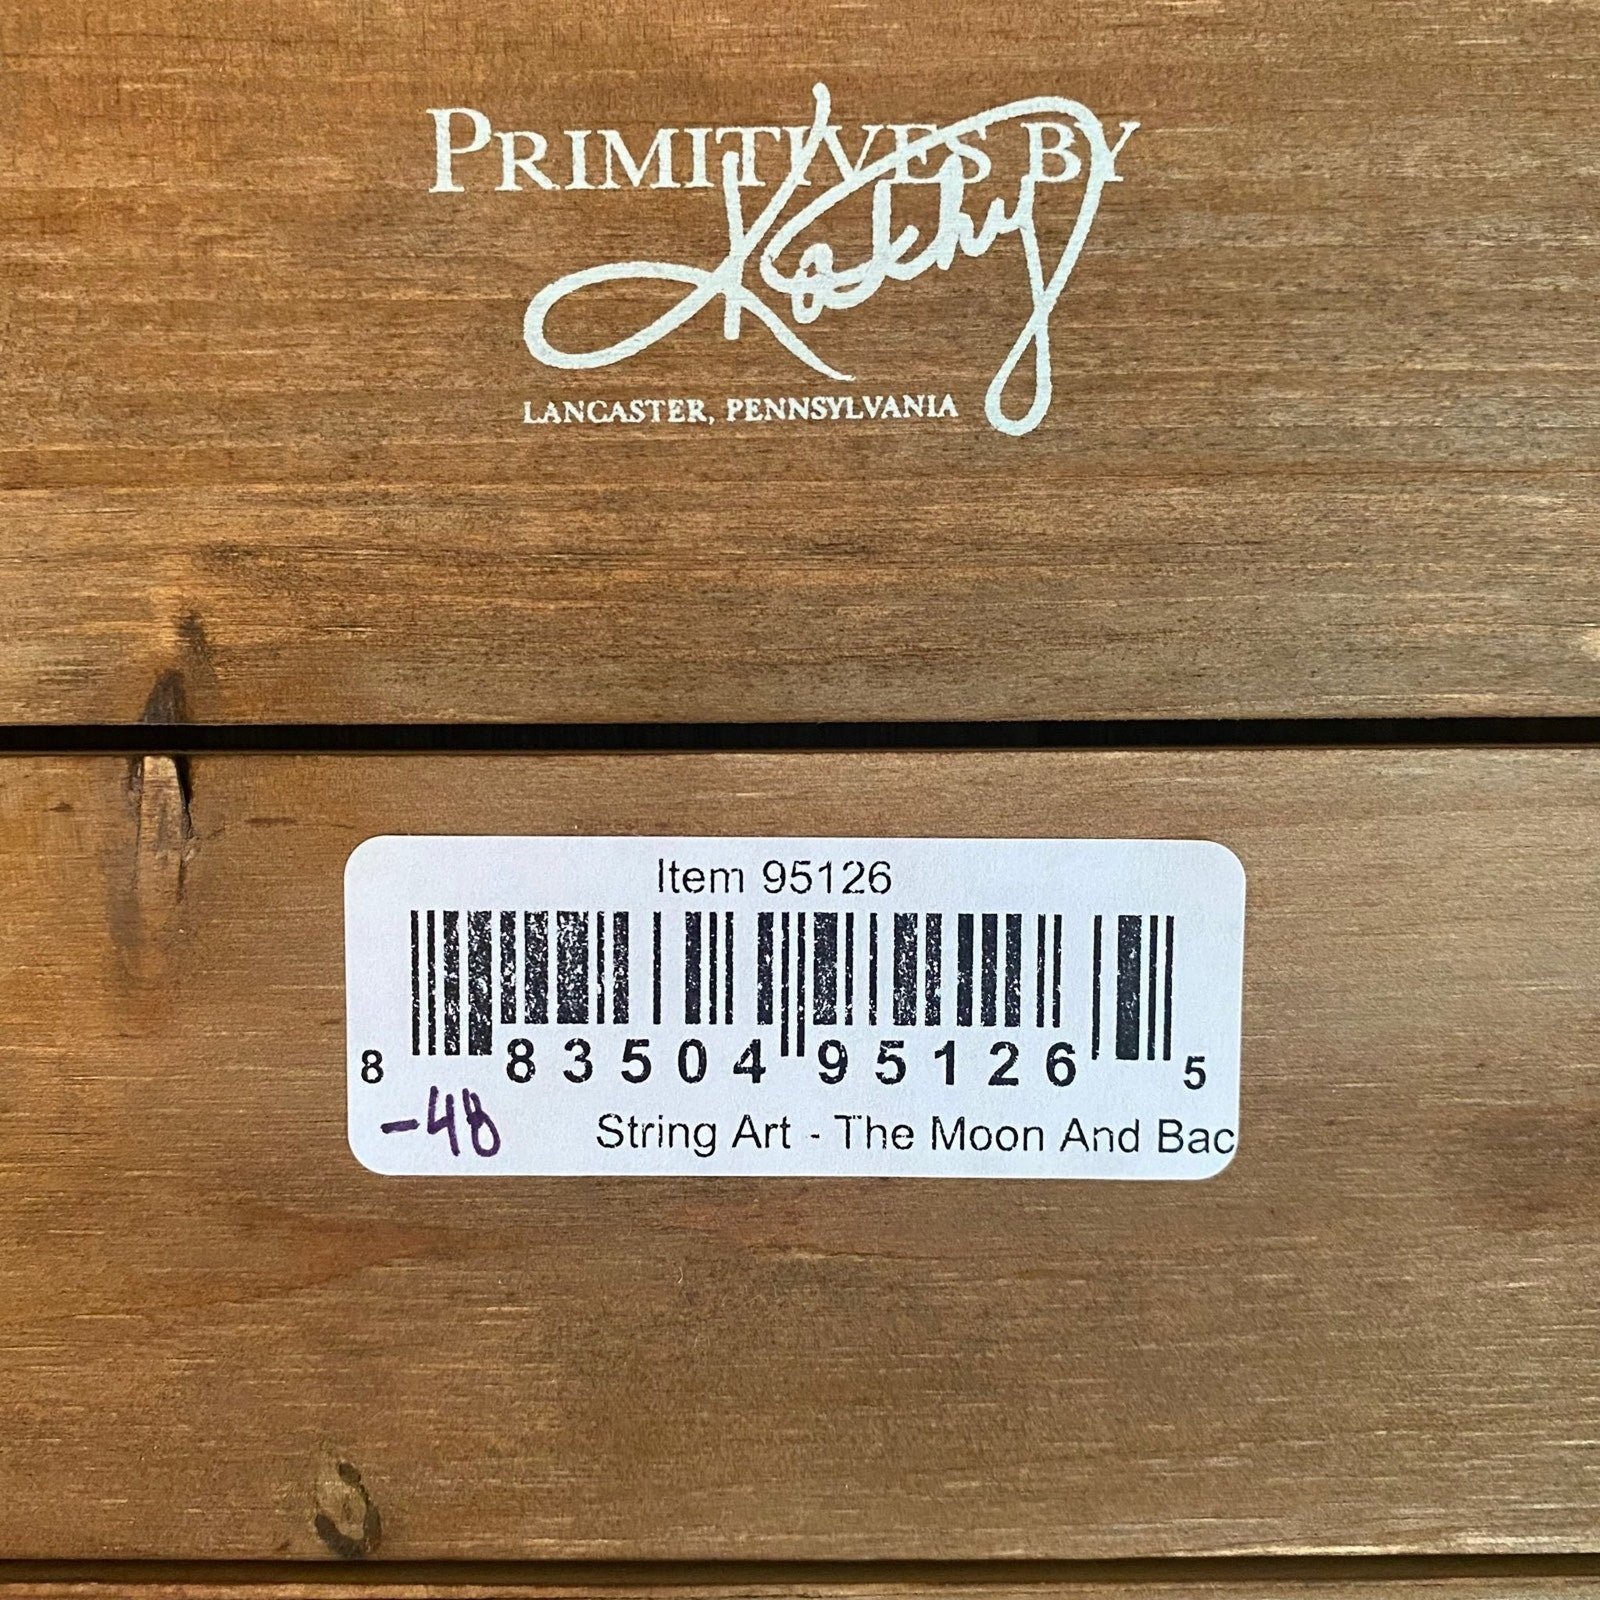 PRIMITIVES BY
Kathy
LANCASTER, PENNSYLVANIA
Item 95126
8 83504 95126 5
-48
String Art - The Moon And Bac